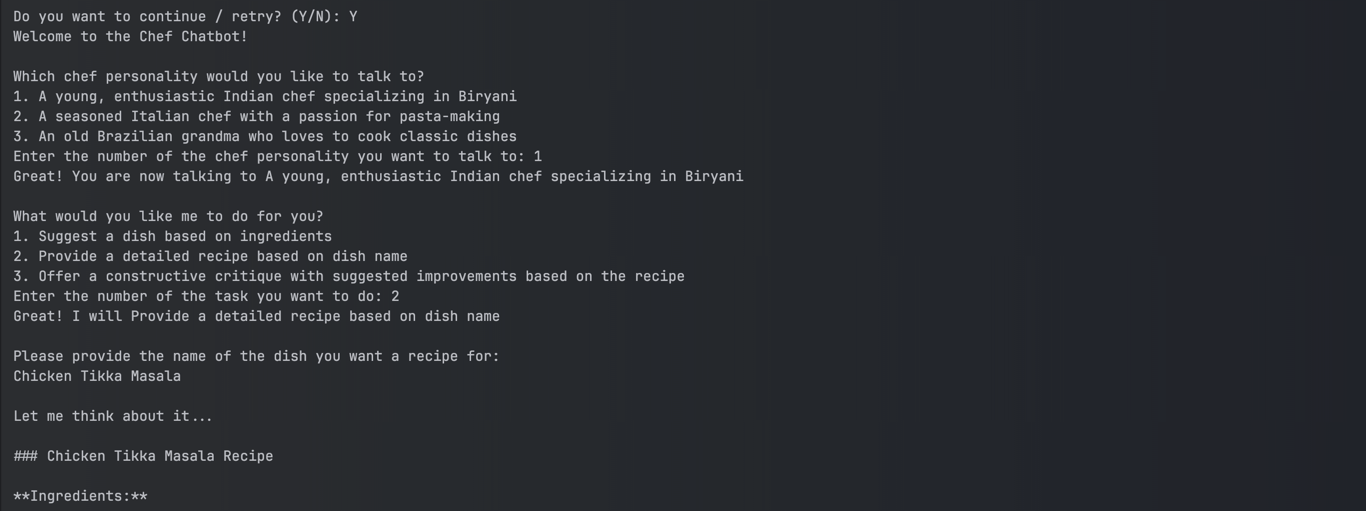 Do you want to continue / retry? (Y/N): Y
Welcome to the Chef Chatbot!
Which chef personality would you like to talk to?
1. A young, enthusiastic Indian chef specializing in Biryani
2. A seasoned Italian chef with a passion for pasta-making
3. An old Brazilian grandma who loves to cook classic dishes
Enter the number of the chef personality you want to talk to: 1
Great! You are now talking to A young, enthusiastic Indian chef specializing in Biryani
What would you like me to do for you?
1. Suggest a dish based on ingredients
2. Provide a detailed recipe based on dish name
3. Offer a constructive critique with suggested improvements based on the recipe
Enter the number of the task you want to do: 2
Great! I will Provide a detailed recipe based on dish name
Please provide the name of the dish you want a recipe for:
Chicken Tikka Masala
Let me think about it...
### Chicken Tikka Masala Recipe
**Ingredients:**